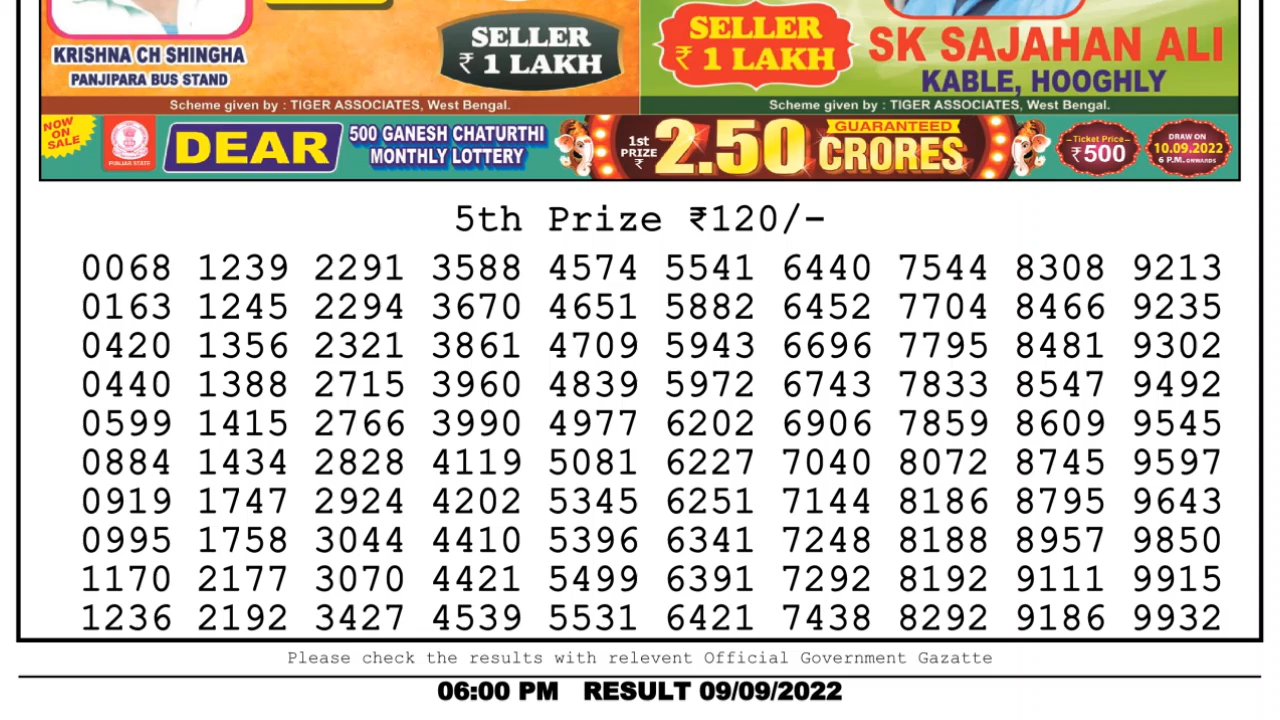 KRISHNA CH SHINGHA
PANJIPARA BUS STAND
SELLER
₹ 1 LAKH
SELLER
₹ 1 LAKH
SK SAJAHAN ALI
KABLE, HOOGHLY
Scheme given by : TIGER ASSOCIATES, West Bengal.
Scheme given by : TIGER ASSOCIATES, West Bengal.
NOW
ON
SALE
PUNJAB STATE
DEAR
500 GANESH CHATURTHI
MONTHLY LOTTERY
1st
PRIZE
₹
2.50
GUARANTEED
CRORES
Ticket Price
₹500
DRAW ON
10.09.2022
6 P.M. ONWARDS
5th Prize ₹120/-
0068 1239 2291 3588 4574 5541 6440 7544 8308 9213
0163 1245 2294 3670 4651 5882 6452 7704 8466 9235
0420 1356 2321 3861 4709 5943 6696 7795 8481 9302
0440 1388 2715 3960 4839 5972 6743 7833 8547 9492
0599 1415 2766 3990 4977 6202 6906 7859 8609 9545
0884 1434 2828 4119 5081 6227 7040 8072 8745 9597
0919 1747 2924 4202 5345 6251 7144 8186 8795 9643
0995 1758 3044 4410 5396 6341 7248 8188 8957 9850
1170 2177 3070 4421 5499 6391 7292 8192 9111 9915
1236 2192 3427 4539 5531 6421 7438 8292 9186 9932
Please check the results with relevent Official Government Gazatte
06:00 PM RESULT 09/09/2022